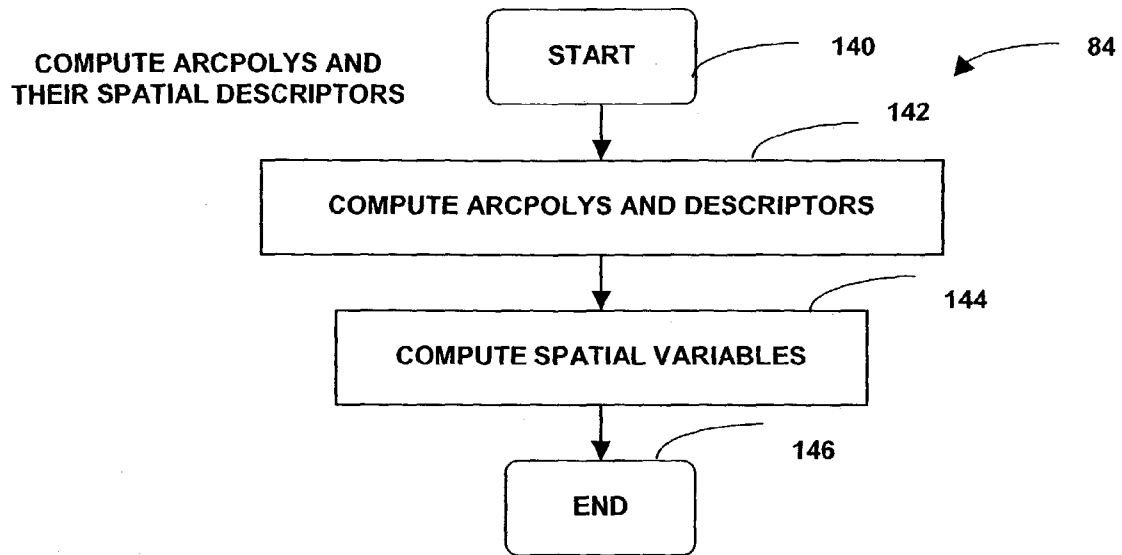 COMPUTE ARCPOLYS AND
THEIR SPATIAL DESCRIPTORS
START
140
84
142
COMPUTE ARCPOLYS AND DESCRIPTORS
144
COMPUTE SPATIAL VARIABLES
146
END